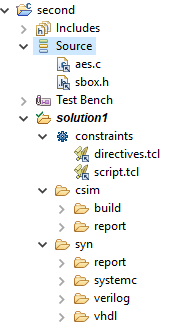 second
Includes
Source
aes.c
sbox.h
Test Bench
solution1
constraints
directives.tcl
script.tcl
csim
build
report
syn
report
systemc
verilog
vhdl